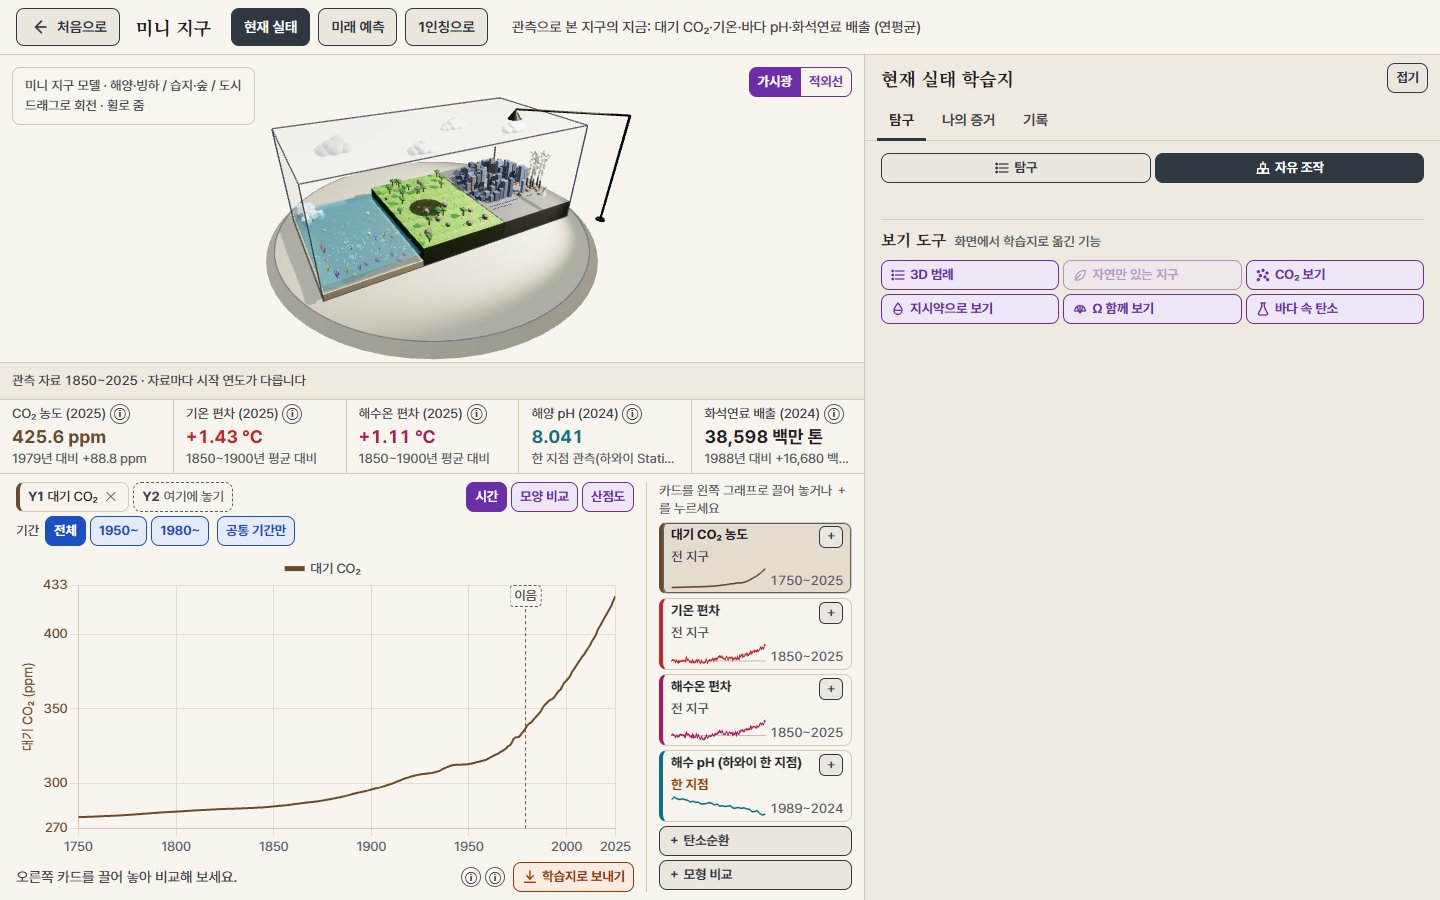 처음으로
미니 지구
현재 실태
미래 예측
1인칭으로
관측으로 본 지구의 지금: 대기 CO₂·기온·바다 pH·화석연료 배출 (연평균)
미니 지구 모델 · 해양·빙하 / 습지·숲 / 도시
드래그로 회전 · 휠로 줌
가시광
적외선
관측 자료 1850~2025 · 자료마다 시작 연도가 다릅니다
CO₂ 농도 (2025)
425.6 ppm
1979년 대비 +88.8 ppm
기온 편차 (2025)
+1.43 °C
1850~1900년 평균 대비
해수온 편차 (2025)
+1.11 °C
1850~1900년 평균 대비
해양 pH (2024)
8.041
한 지점 관측(하와이 Stati...
화석연료 배출 (2024)
38,598 백만 톤
1988년 대비 +16,680 백...
Y1 대기 CO₂
Y2 여기에 놓기
시간
모양 비교
산점도
기간
전체
1950~
1980~
공통 기간만
대기 CO₂
이음
433
400
350
300
270
대기 CO₂ (ppm)
1750
1800
1850
1900
1950
2000
2025
오른쪽 카드를 끌어 놓아 비교해 보세요.
학습지로 보내기
카드를 왼쪽 그래프로 끌어 놓거나 +
를 누르세요
대기 CO₂ 농도
+
전 지구
1750~2025
기온 편차
+
전 지구
1850~2025
해수온 편차
+
전 지구
1850~2025
해수 pH (하와이 한 지점)
+
한 지점
1989~2024
+ 탄소순환
+ 모형 비교
현재 실태 학습지
접기
탐구
나의 증거
기록
탐구
자유 조작
보기 도구 화면에서 학습지로 옮긴 기능
3D 범례
자연만 있는 지구
CO₂ 보기
지시약으로 보기
Ω 함께 보기
바다 속 탄소